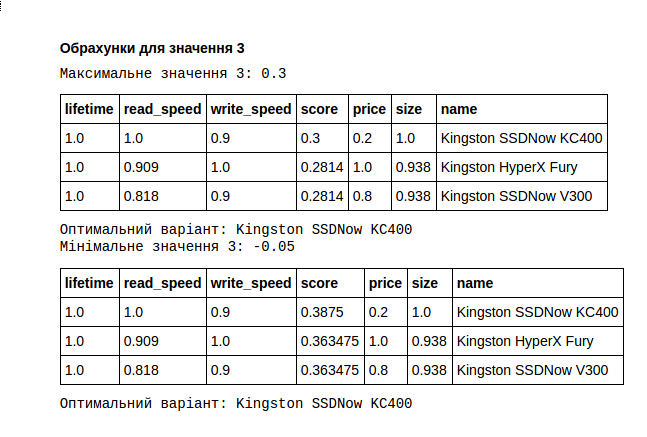 Обрахунки для значення 3
Максимальне значення 3: 0.3
lifetime read_speed write_speed score price size name
1.0 1.0 0.9 0.3 0.2 1.0 Kingston SSDNow KC400
1.0 0.909 1.0 0.2814 1.0 0.938 Kingston HyperX Fury
1.0 0.818 0.9 0.2814 0.8 0.938 Kingston SSDNow V300
Оптимальний варіант: Kingston SSDNow KC400
Мінімальне значення 3: -0.05
lifetime read_speed write_speed score price size name
1.0 1.0 0.9 0.3875 0.2 1.0 Kingston SSDNow KC400
1.0 0.909 1.0 0.363475 1.0 0.938 Kingston HyperX Fury
1.0 0.818 0.9 0.363475 0.8 0.938 Kingston SSDNow V300
Оптимальний варіант: Kingston SSDNow KC400